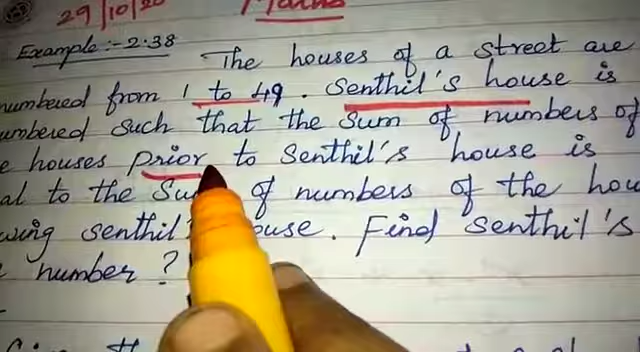 29/10/20 Maths
Example:-2.38 The houses of a street are
numbered from 1 to 49. Senthil's house is
umbered such that the sum of numbers of
e houses prior to Senthil's house is
al to the Su of numbers of the hou
wing senthil' ouse. Find Senthil's
number?